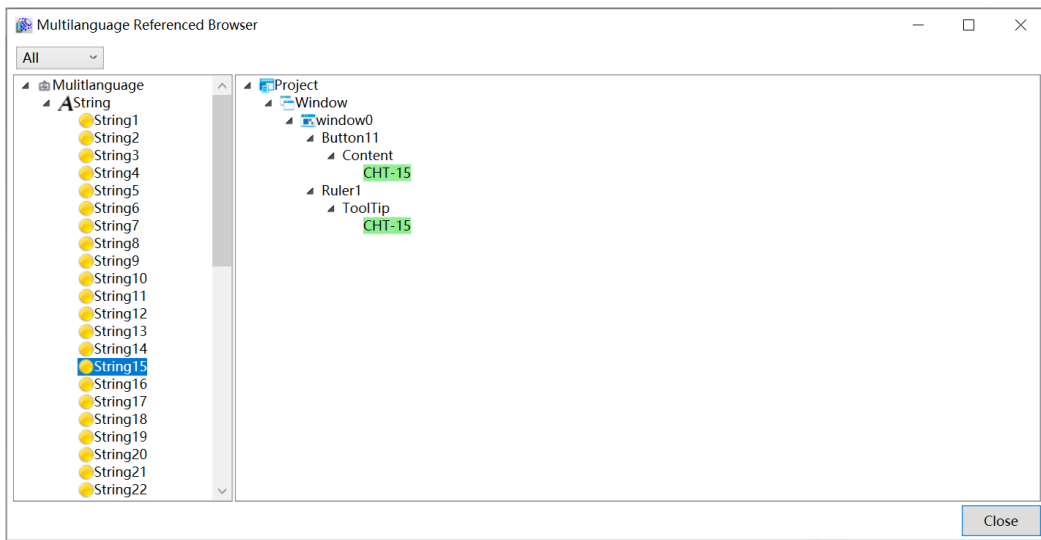 Multilanguage Referenced Browser
All
Mulitlanguage
AString
String1
String2
String3
String4
String5
String6
String7
String8
String9
String10
String11
String12
String13
String14
String15
String16
String17
String18
String19
String20
String21
String22
Project
Window
window0
Button11
Content
CHT-15
Ruler1
ToolTip
CHT-15
Close